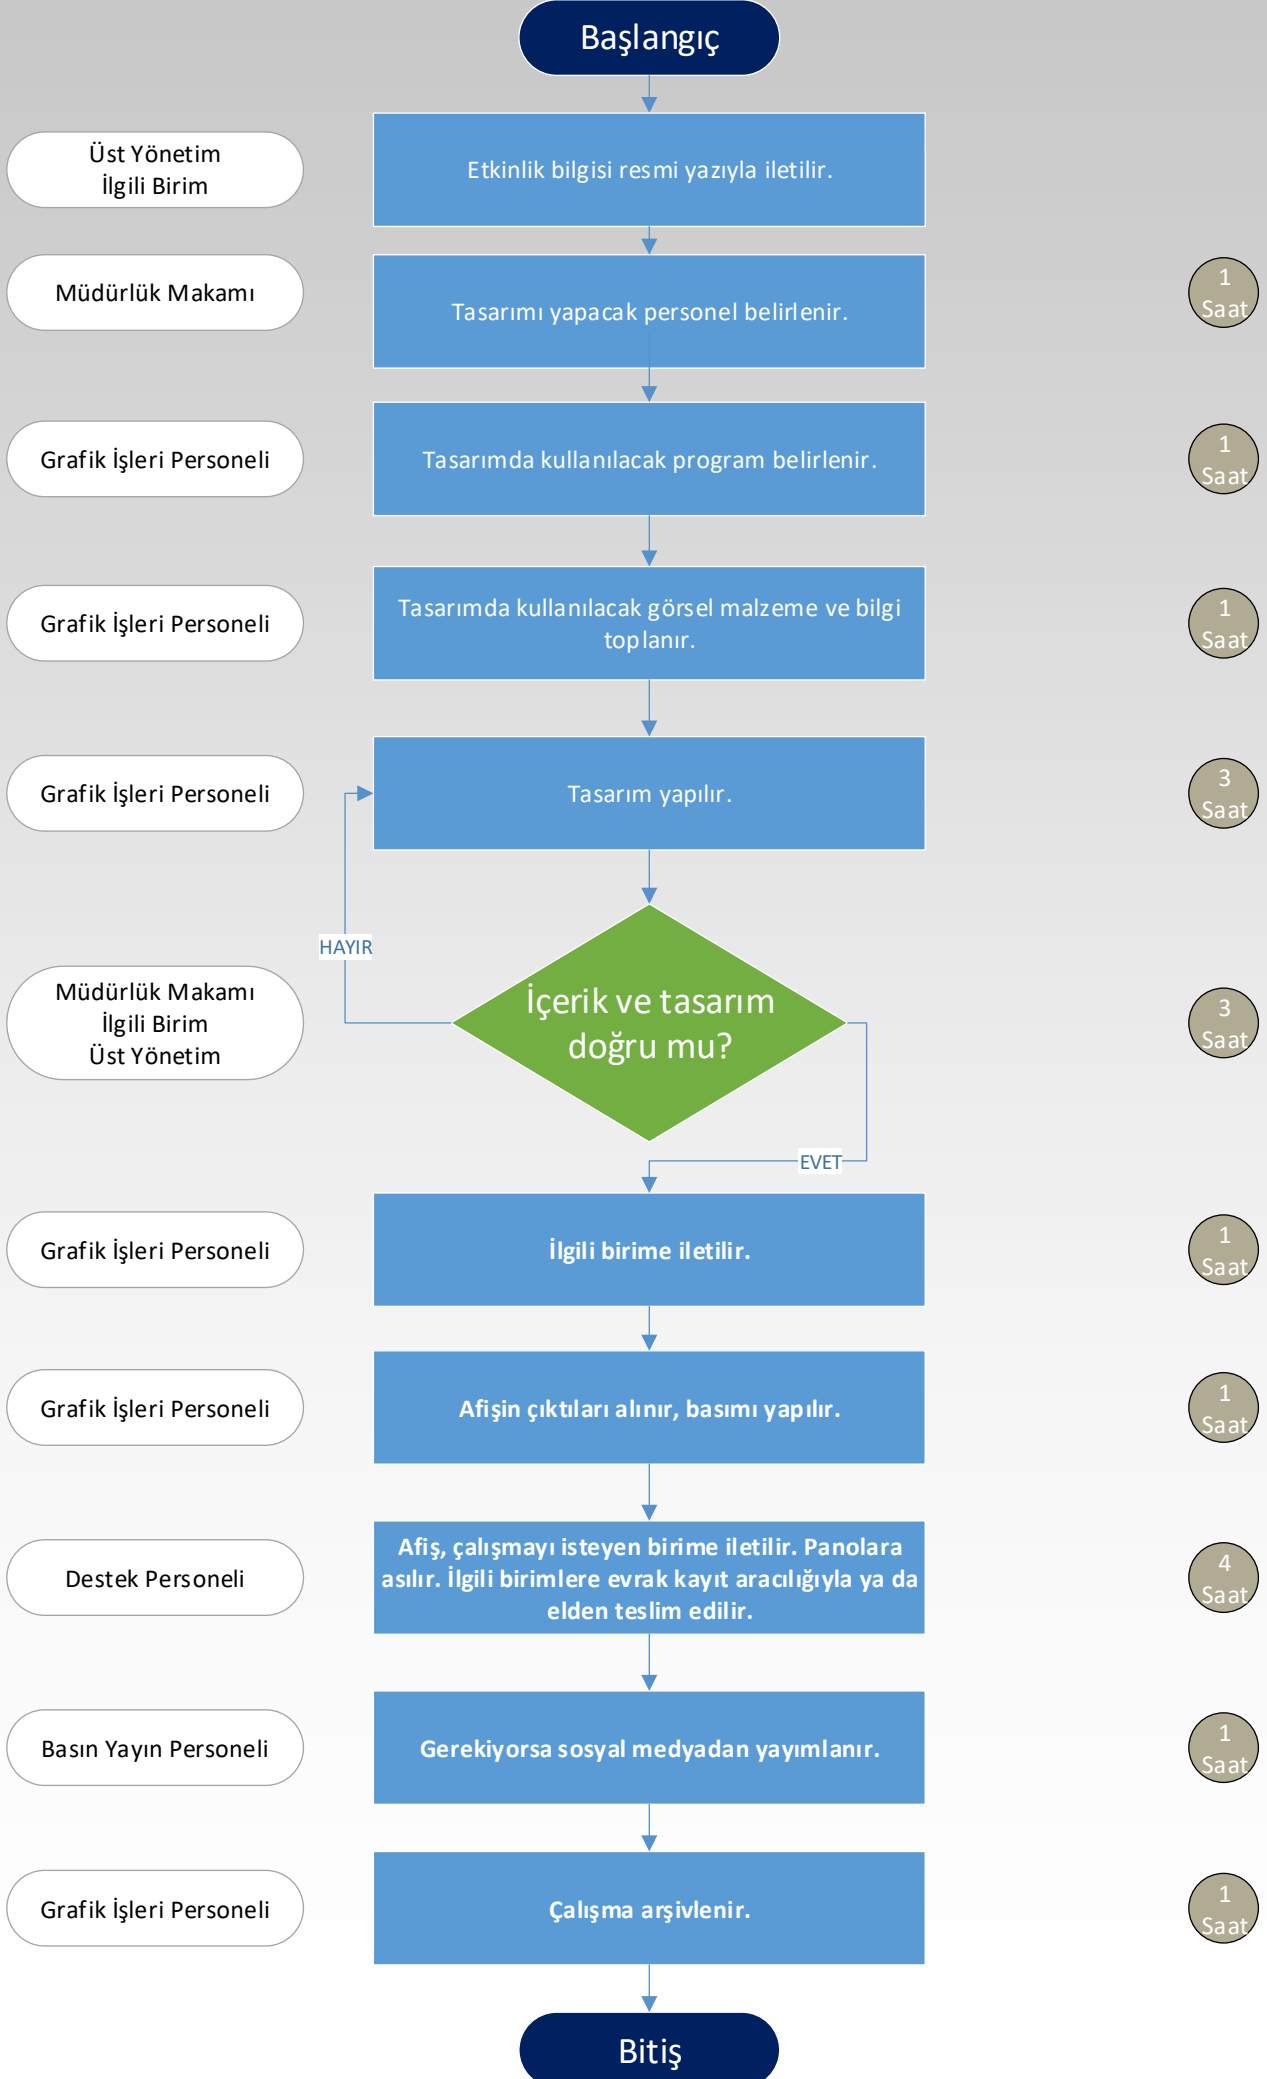 Başlangıç
Üst Yönetim
İlgili Birim
Etkinlik bilgisi resmi yazıyla iletilir.
Müdürlük Makamı
Tasarımı yapacak personel belirlenir.
1
Saat
Grafik İşleri Personeli
Tasarımda kullanılacak program belirlenir.
1
Saat
Grafik İşleri Personeli
Tasarımda kullanılacak görsel malzeme ve bilgi
toplanır.
1
Saat
Grafik İşleri Personeli
Tasarım yapılır.
3
Saat
HAYIR
Müdürlük Makamı
İlgili Birim
Üst Yönetim
İçerik ve tasarım
doğru mu?
3
Saat
EVET
Grafik İşleri Personeli
İlgili birime iletilir.
1
Saat
Grafik İşleri Personeli
Afişin çıktıları alınır, basımı yapılır.
1
Saat
Destek Personeli
Afiş, çalışmayı isteyen birime iletilir. Panolara
asılır. İlgili birimlere evrak kayıt aracılığıyla ya da
elden teslim edilir.
4
Saat
Basın Yayın Personeli
Gerekiyorsa sosyal medyadan yayımlanır.
1
Saat
Grafik İşleri Personeli
Çalışma arşivlenir.
1
Saat
Bitiş